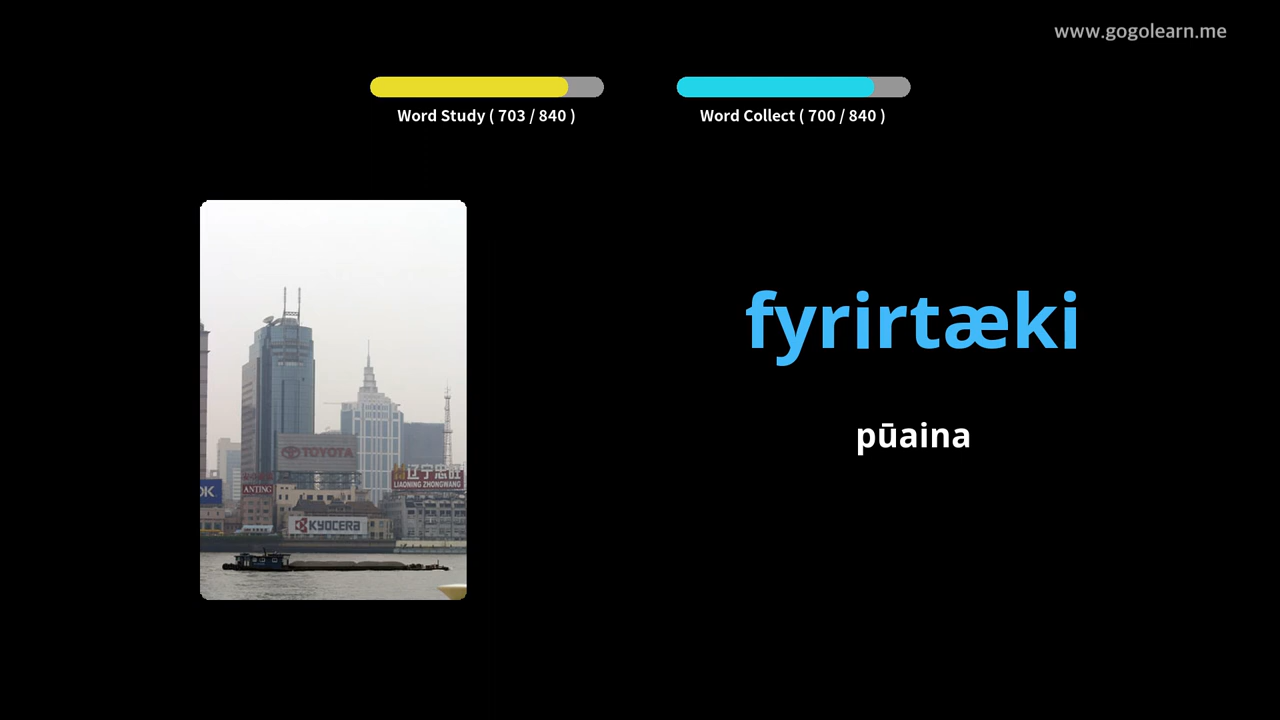 www.gogolearn.me
Word Study ( 703 / 840 )
Word Collect ( 700 / 840 )
fyrirtæki
pūaina
TOYOTA
辽宁忠旺
LIAONING ZHONGWANG
ANTING
OK
KYOCERA